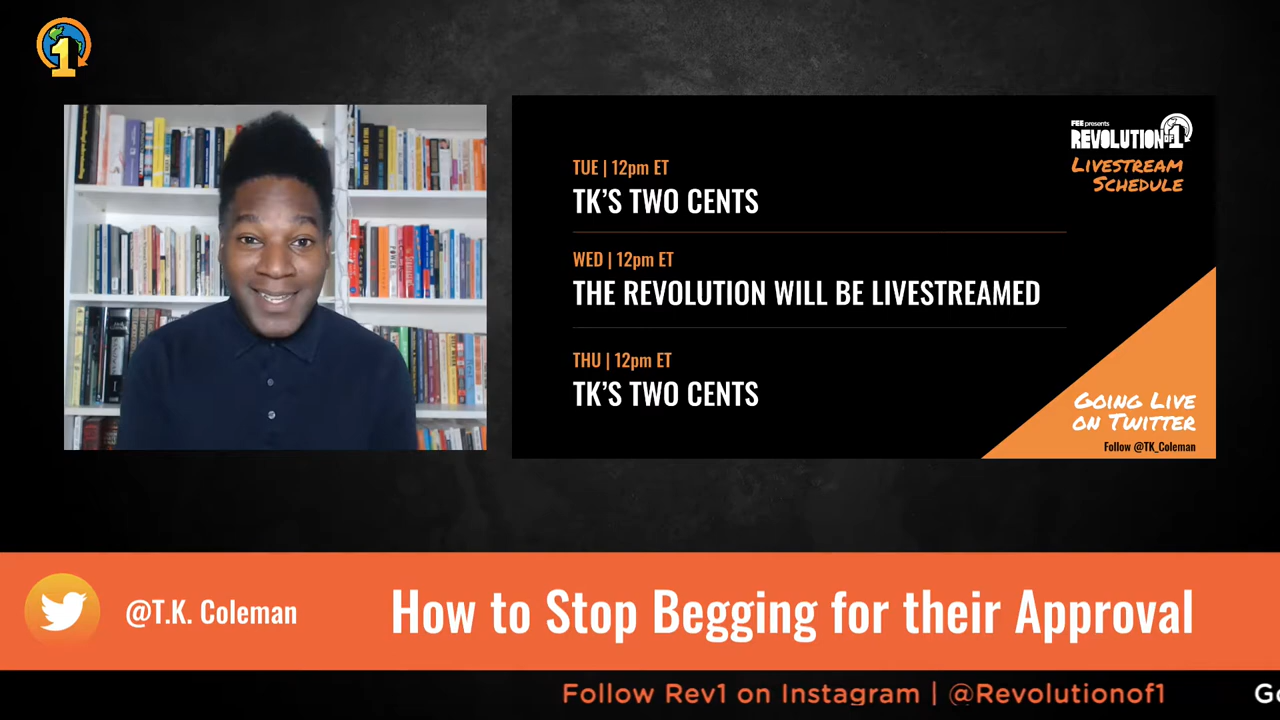 1
FEE presents
REVOLUTION OF 1
LIVESTREAM
SCHEDULE
TUE | 12pm ET
TK'S TWO CENTS
WED | 12pm ET
THE REVOLUTION WILL BE LIVESTREAMED
THU | 12pm ET
TK'S TWO CENTS
GOING LIVE
ON TWITTER
Follow @TK_Coleman
@T.K. Coleman
How to Stop Begging for their Approval
Follow Rev1 on Instagram | @Revolutionof1